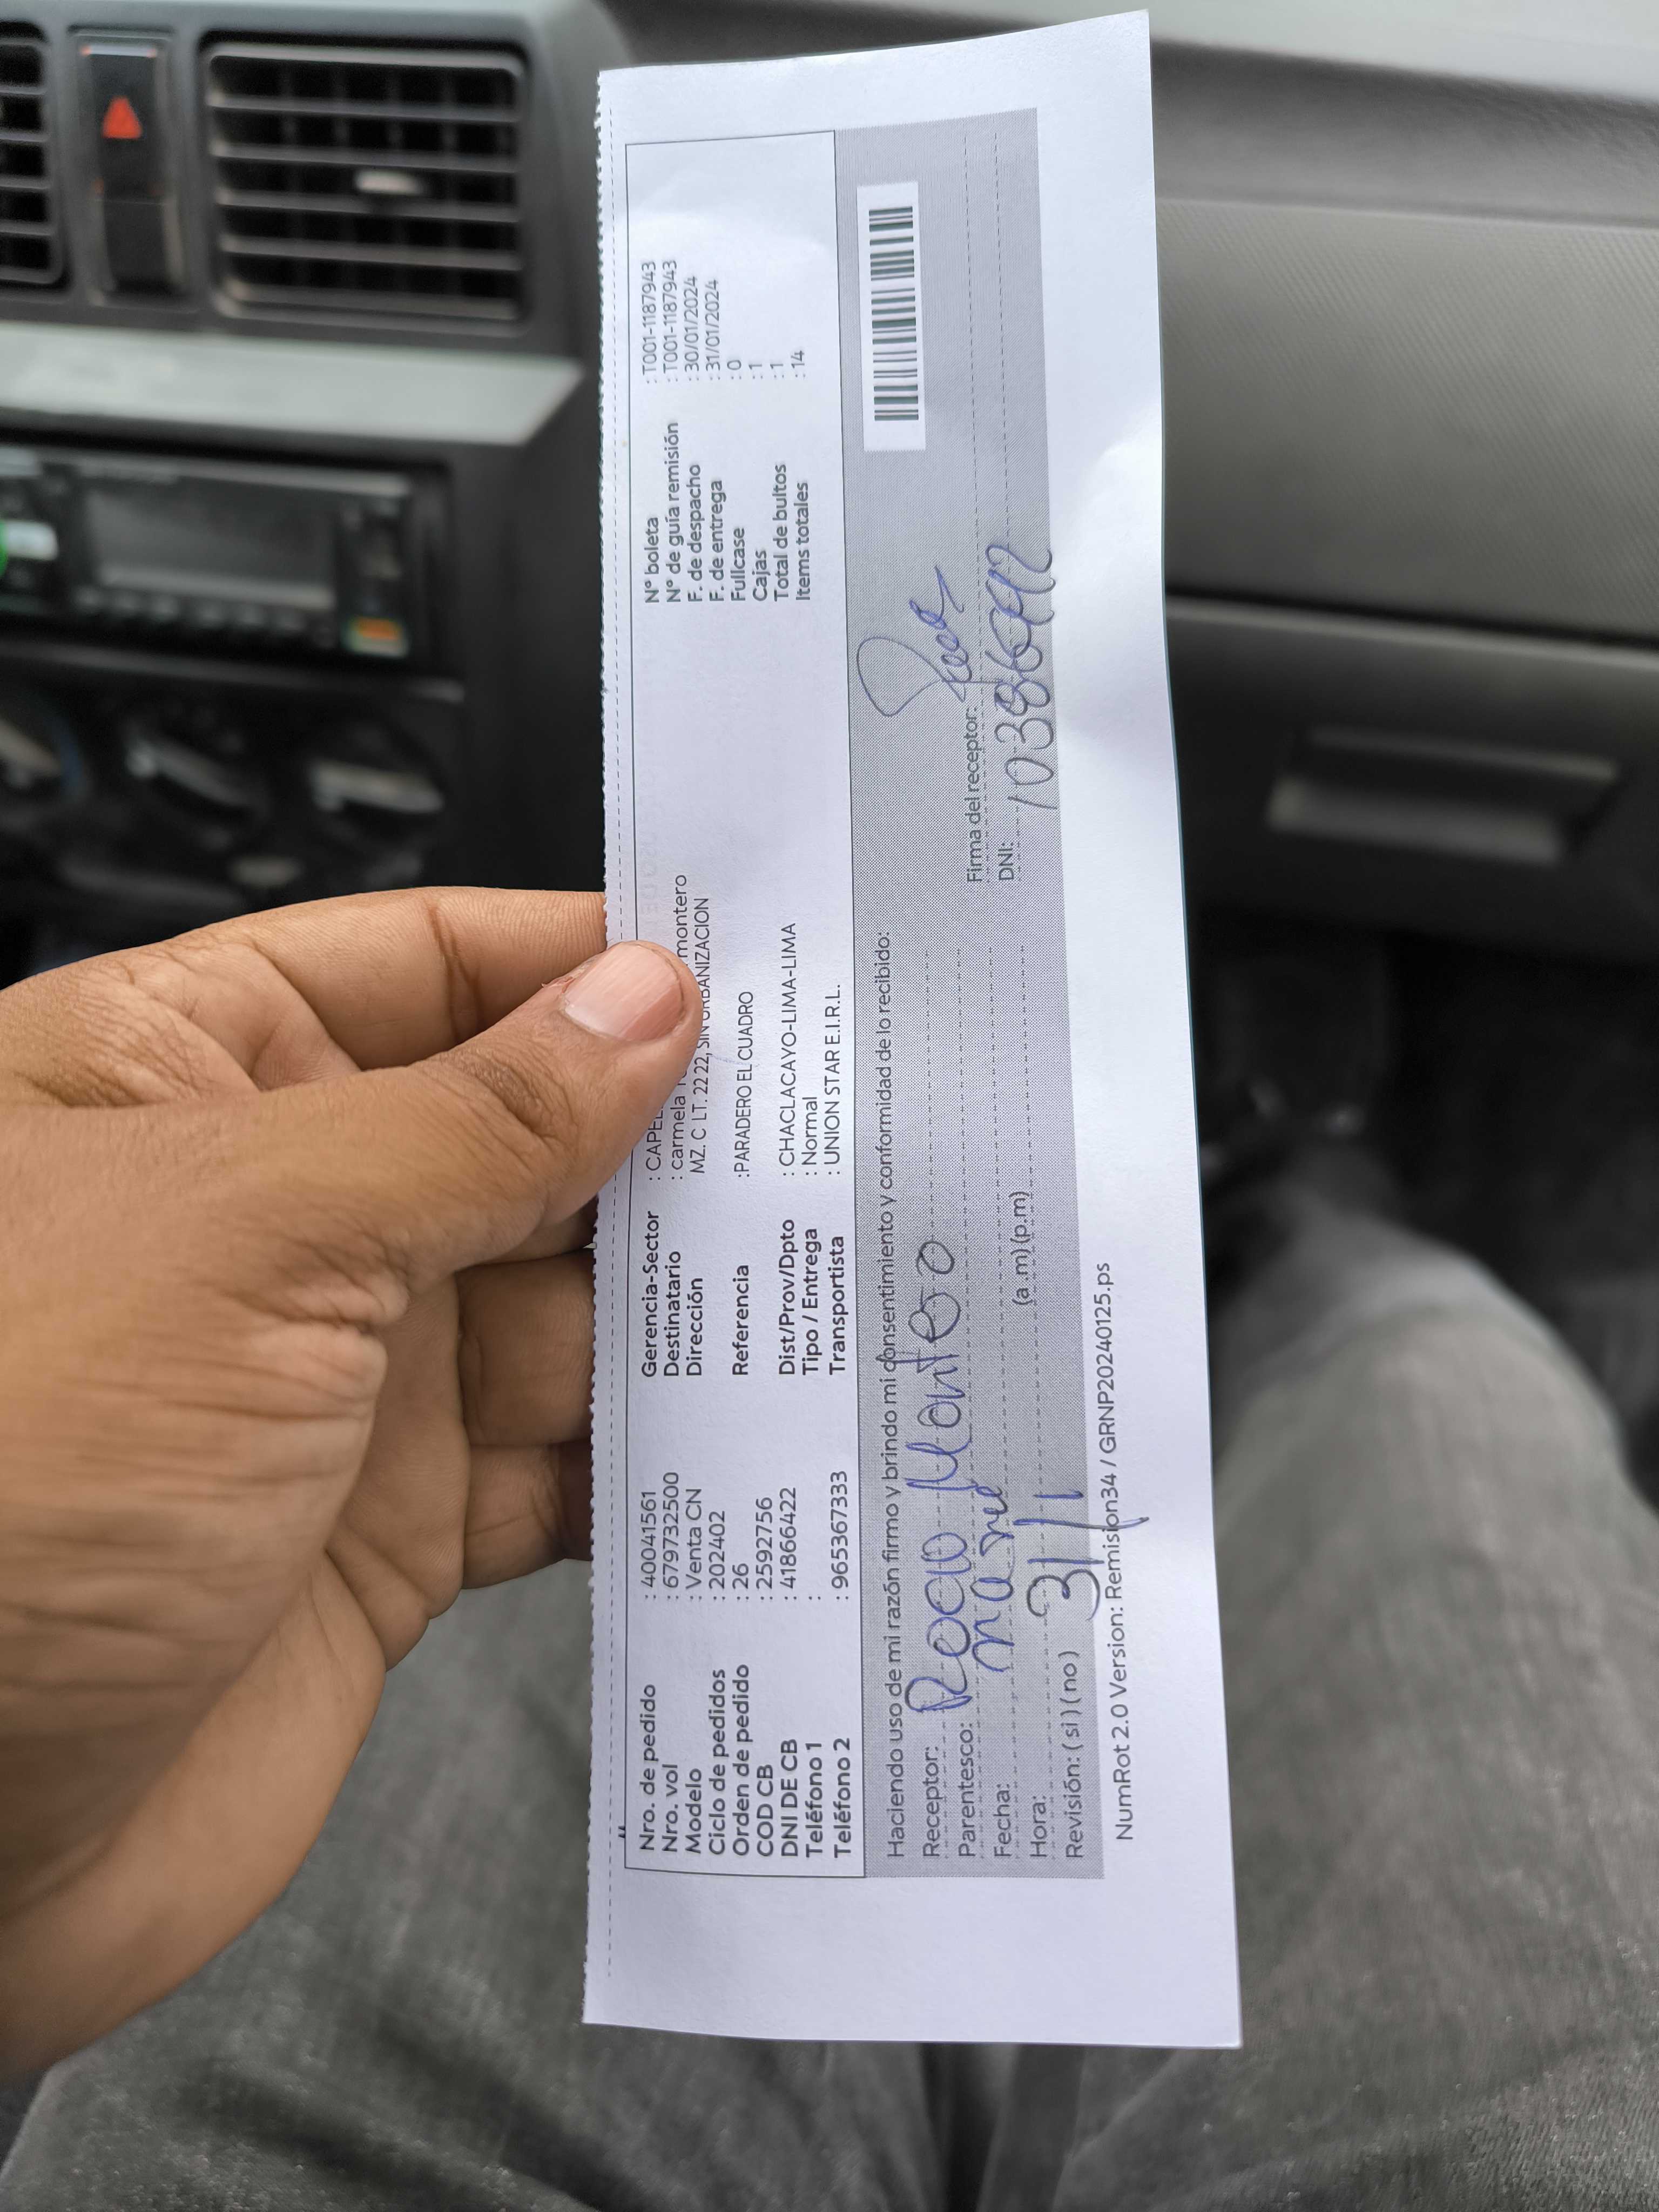 Nro. de pedido : 40041561
Nro. vol : 679732500
Modelo : Venta CN
Ciclo de pedidos : 202402
Orden de pedido : 26
COD CB : 2592756
DNI DE CB : 41866422
Teléfono 1 :
Teléfono 2 : 965367333
Gerencia-Sector : CAPEL
Destinatario : carmela montero
Dirección MZ. C LT. 22 22, SIN URBANIZACION
Referencia :PARADERO EL CUADRO
Dist/Prov/Dpto : CHACLACAYO-LIMA-LIMA
Tipo / Entrega : Normal
Transportista : UNION STAR E.I.R.L.
N° boleta : T001-1187943
N° de guía remisión : T001-1187943
F. de despacho : 30/01/2024
F. de entrega : 31/01/2024
Fullcase : 0
Cajas : 1
Total de bultos : 1
Items totales : 14
Haciendo uso de mi razón firmo y brindo mi consentimiento y conformidad de lo recibido:
Receptor: Rocio Montero
Parentesco:
Fecha:
Hora: 31/1 (a.m) (p.m)
Revisión: ( si ) ( no )
Firma del receptor:
DNI:
NumRot 2.0 Version: Remision34 / GRNP20240125.ps